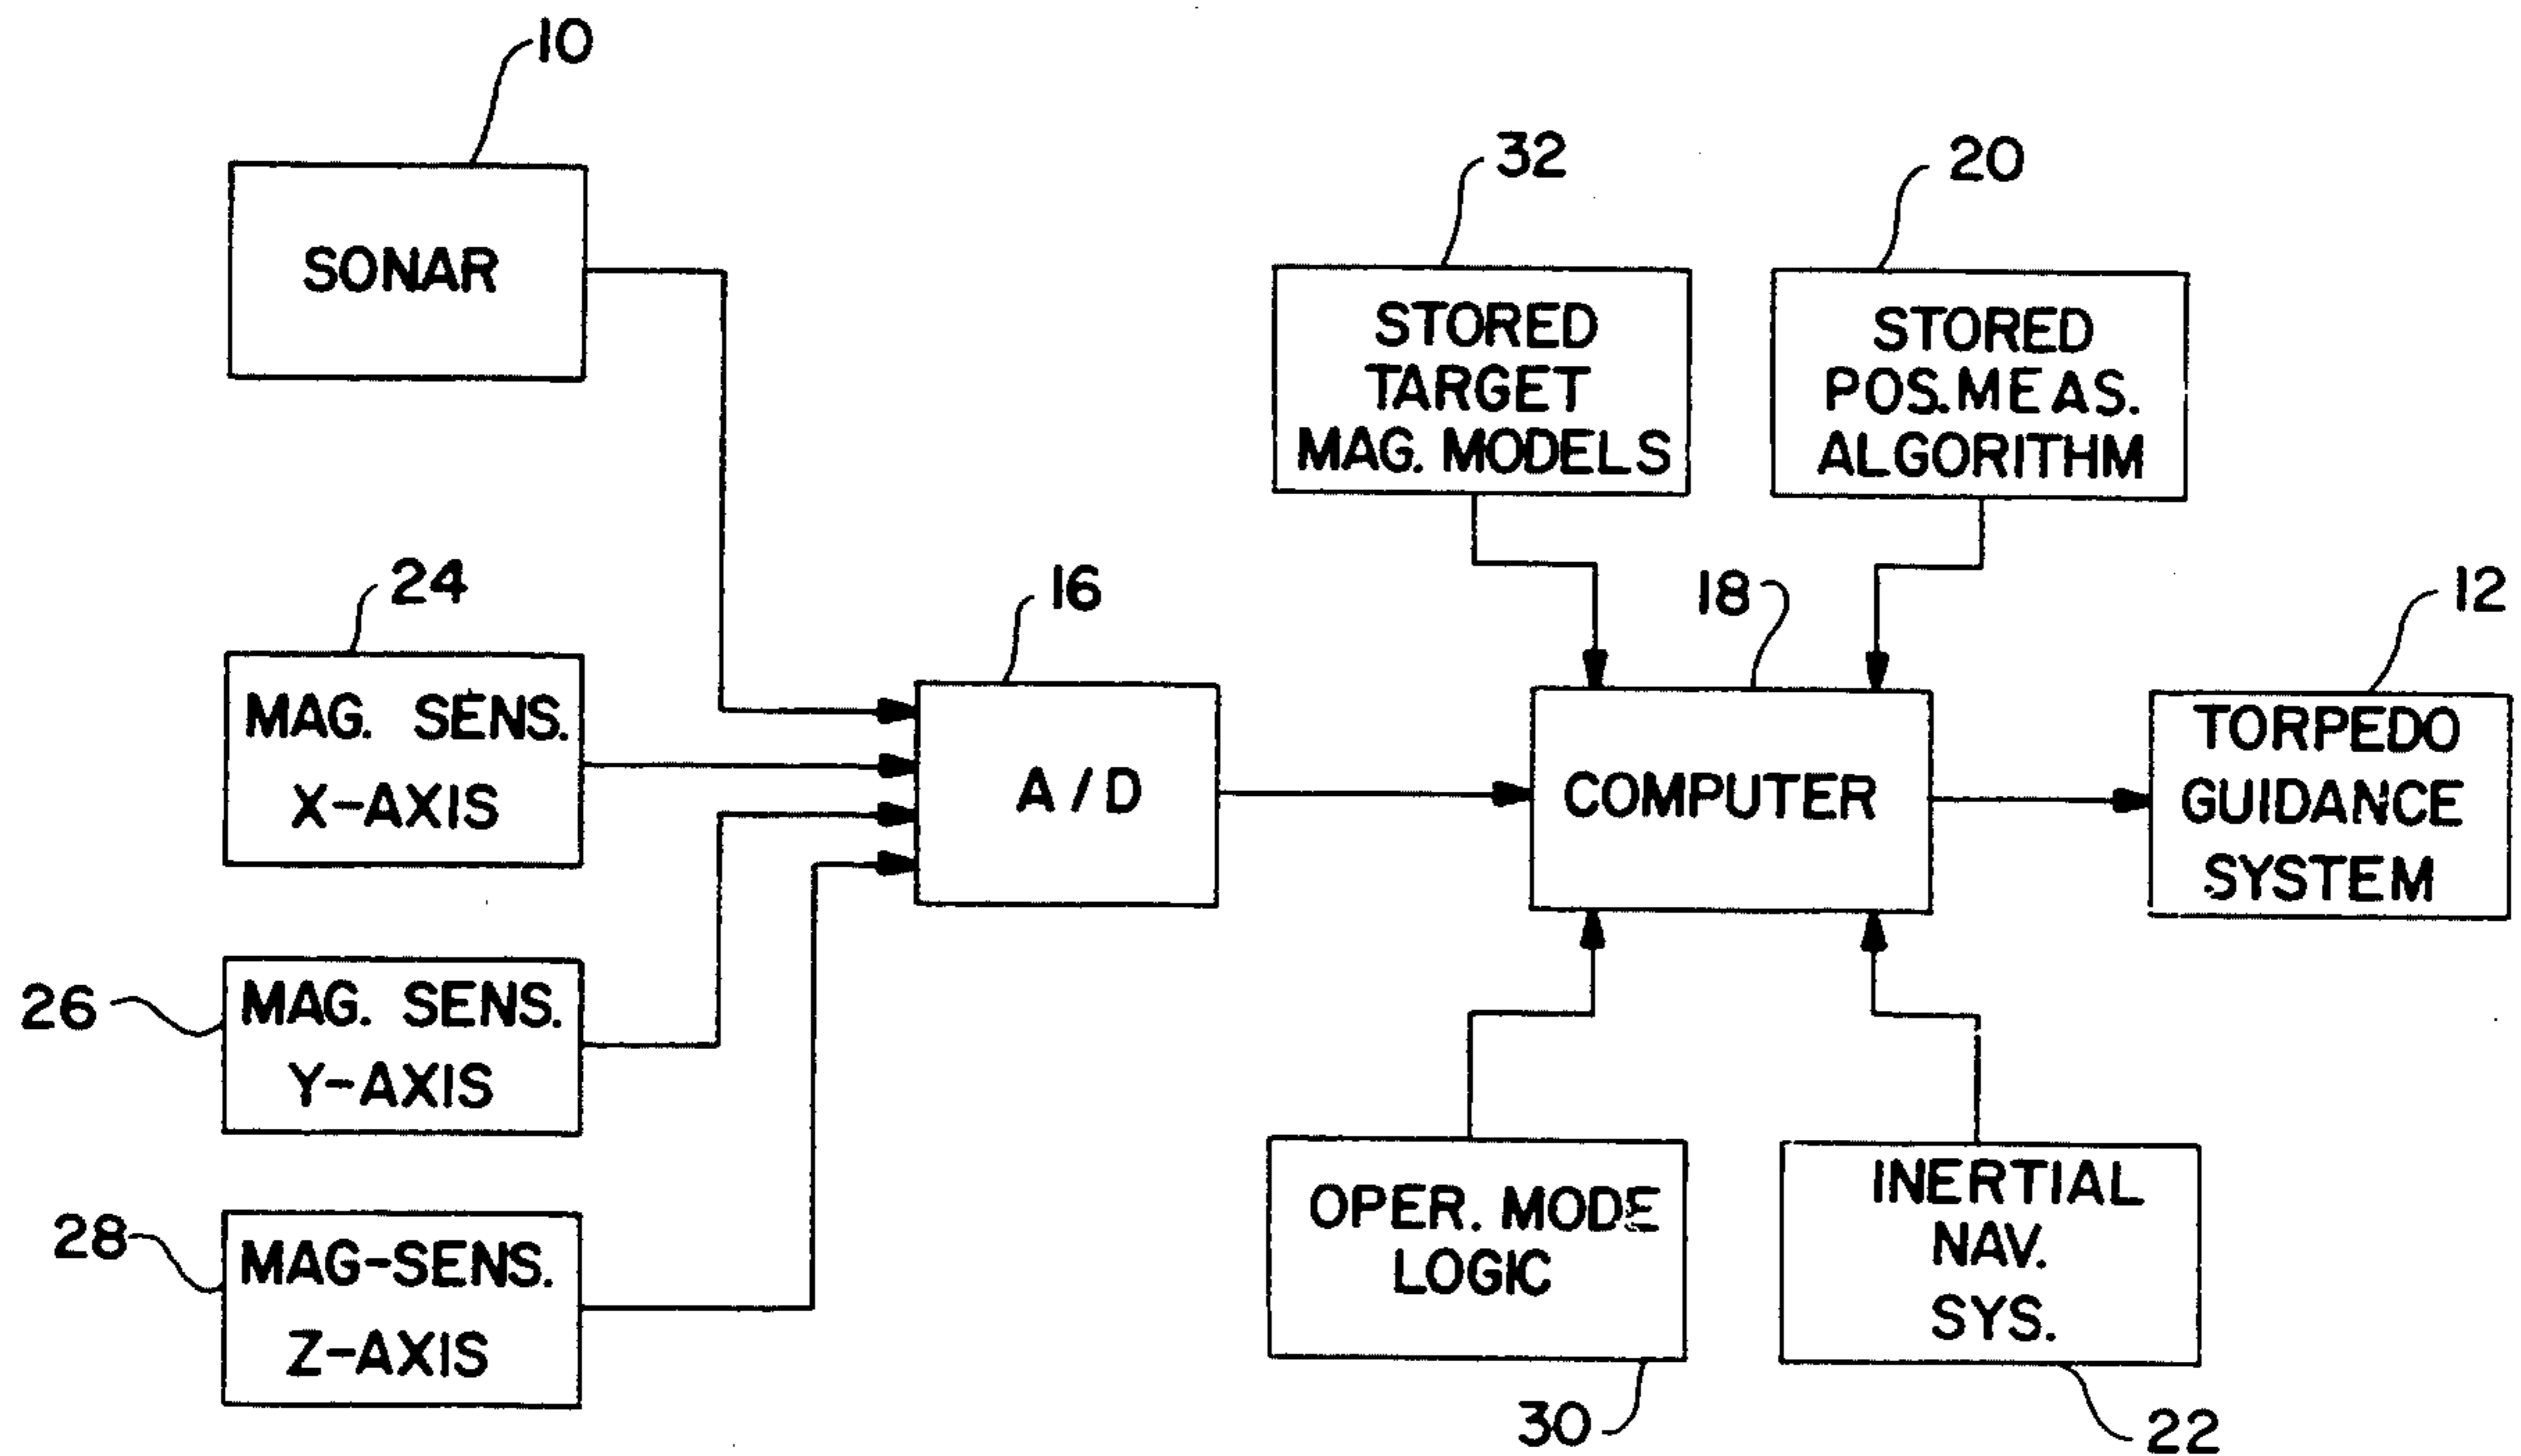 10
SONAR
32
20
STORED
TARGET
MAG. MODELS
STORED
POS.MEAS.
ALGORITHM
24
MAG. SENS.
X-AXIS
16
A/D
18
COMPUTER
12
TORPEDO
GUIDANCE
SYSTEM
26
MAG. SENS.
Y-AXIS
28
MAG-SENS.
Z-AXIS
OPER. MODE
LOGIC
30
INERTIAL
NAV.
SYS.
22